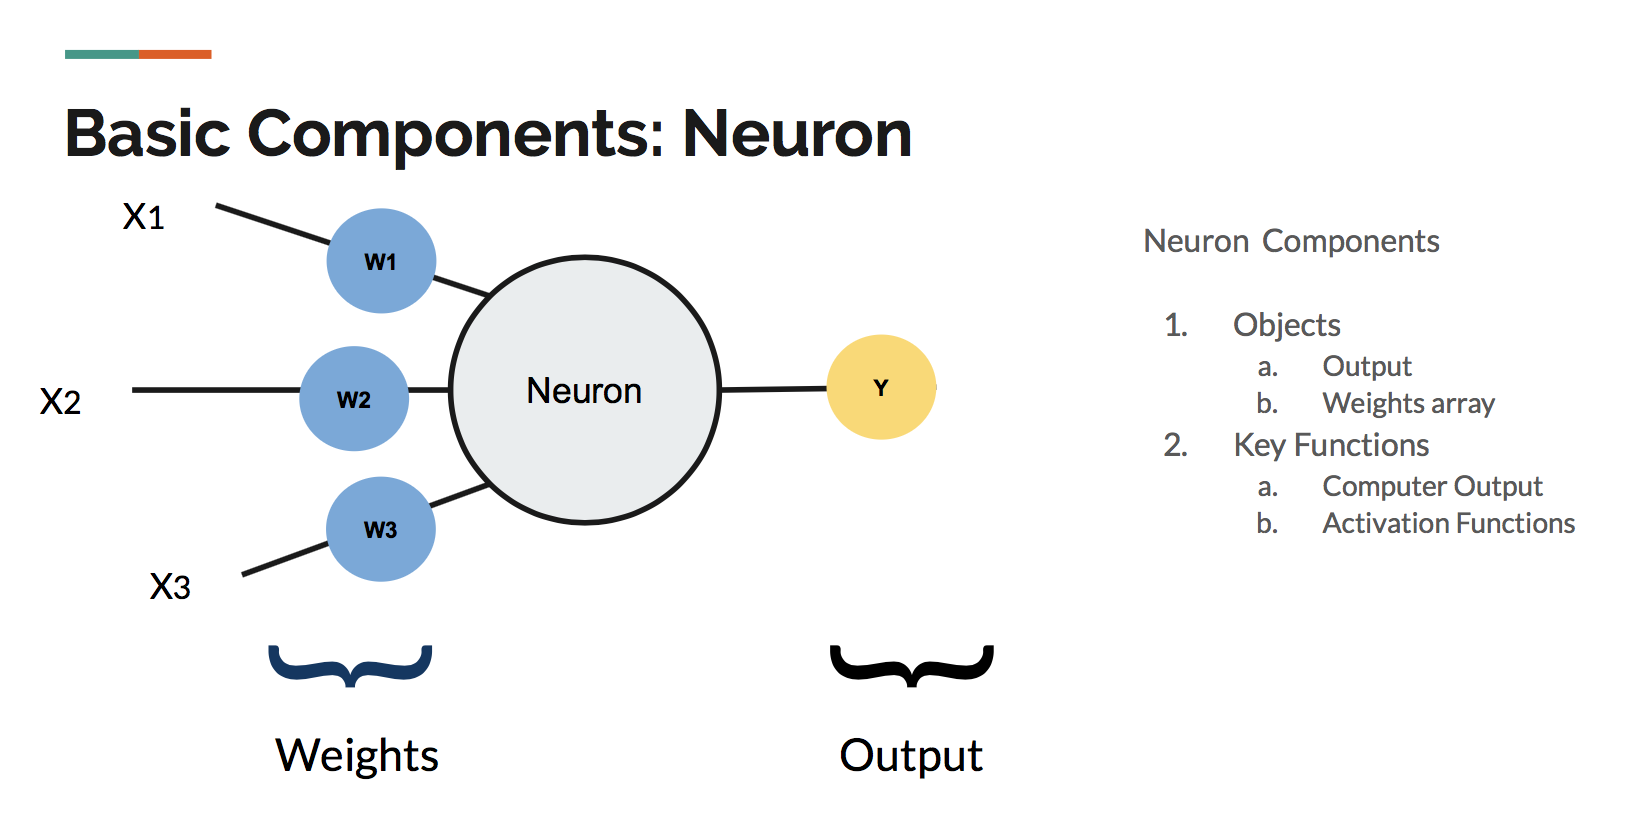 Basic Components: Neuron
X1
W1
X2
W2
Neuron
Y
W3
X3
Weights
Output
Neuron Components
1. Objects
a. Output
b. Weights array
2. Key Functions
a. Computer Output
b. Activation Functions